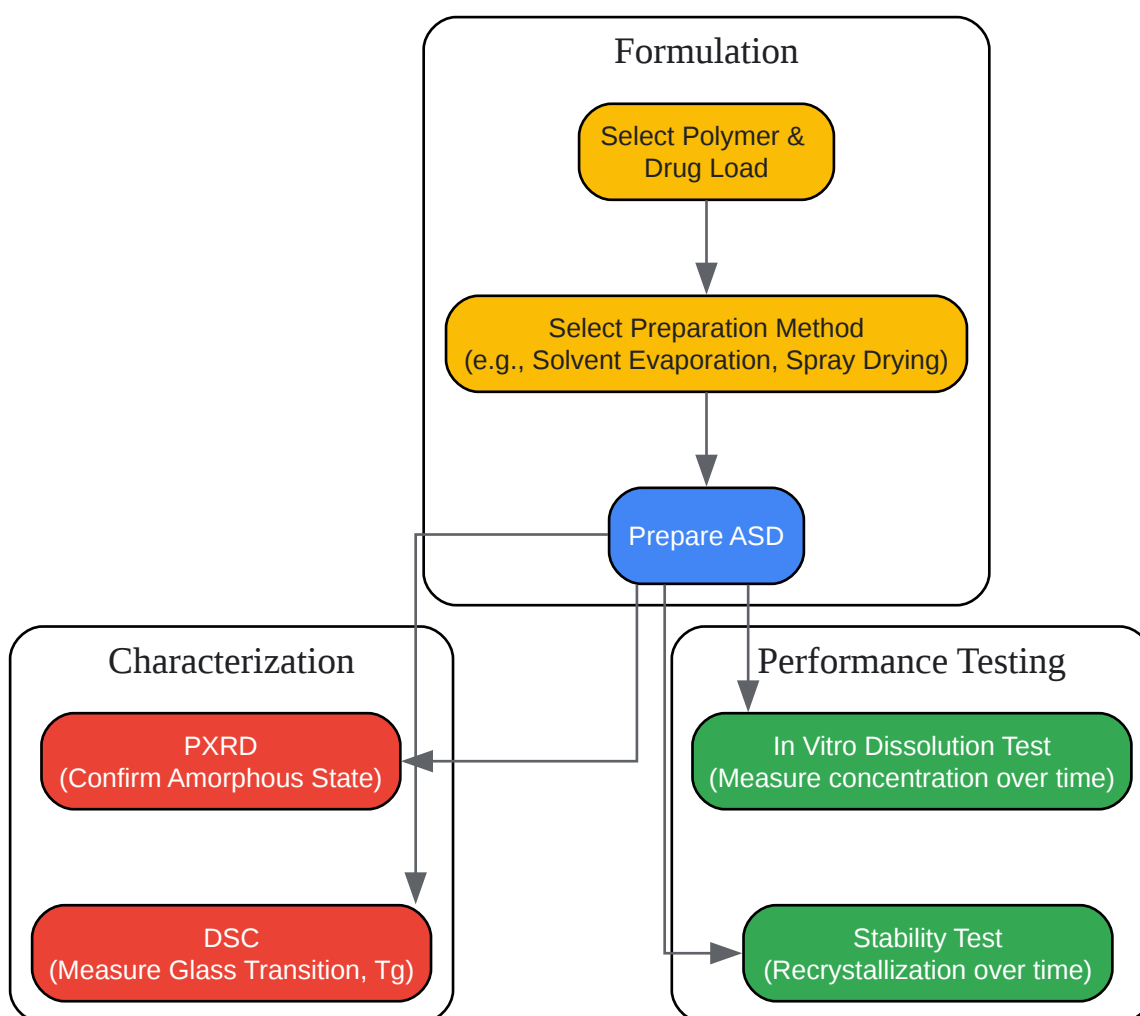 Formulation
Select Polymer &
Drug Load
Select Preparation Method
(e.g., Solvent Evaporation, Spray Drying)
Prepare ASD
Characterization
PXRD
(Confirm Amorphous State)
DSC
(Measure Glass Transition, Tg)
Performance Testing
In Vitro Dissolution Test
(Measure concentration over time)
Stability Test
(Recrystallization over time)